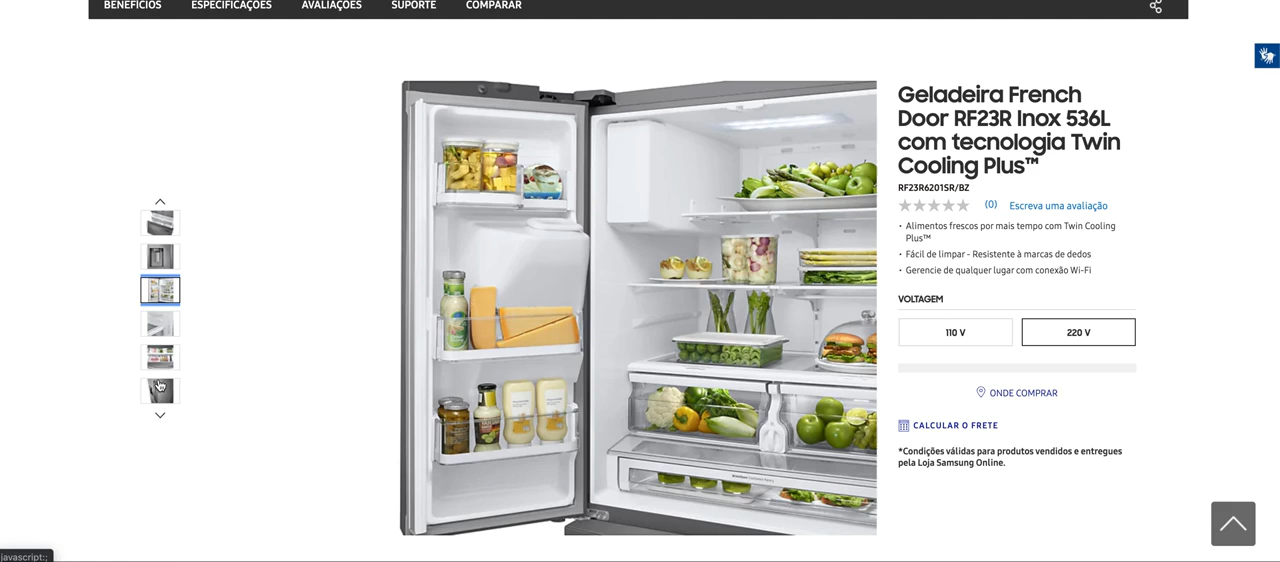 BENEFÍCIOS
ESPECIFICAÇÕES
AVALIAÇÕES
SUPORTE
COMPARAR
Geladeira French
Door RF23R Inox 536L
com tecnologia Twin
Cooling Plus™
RF23R6201SR/BZ
(0)
Escreva uma avaliação
• Alimentos frescos por mais tempo com Twin Cooling
Plus™
• Fácil de limpar - Resistente à marcas de dedos
• Gerencie de qualquer lugar com conexão Wi-Fi
VOLTAGEM
110 V
220 V
ONDE COMPRAR
CALCULAR O FRETE
*Condições válidas para produtos vendidos e entregues
pela Loja Samsung Online.
javascript:;